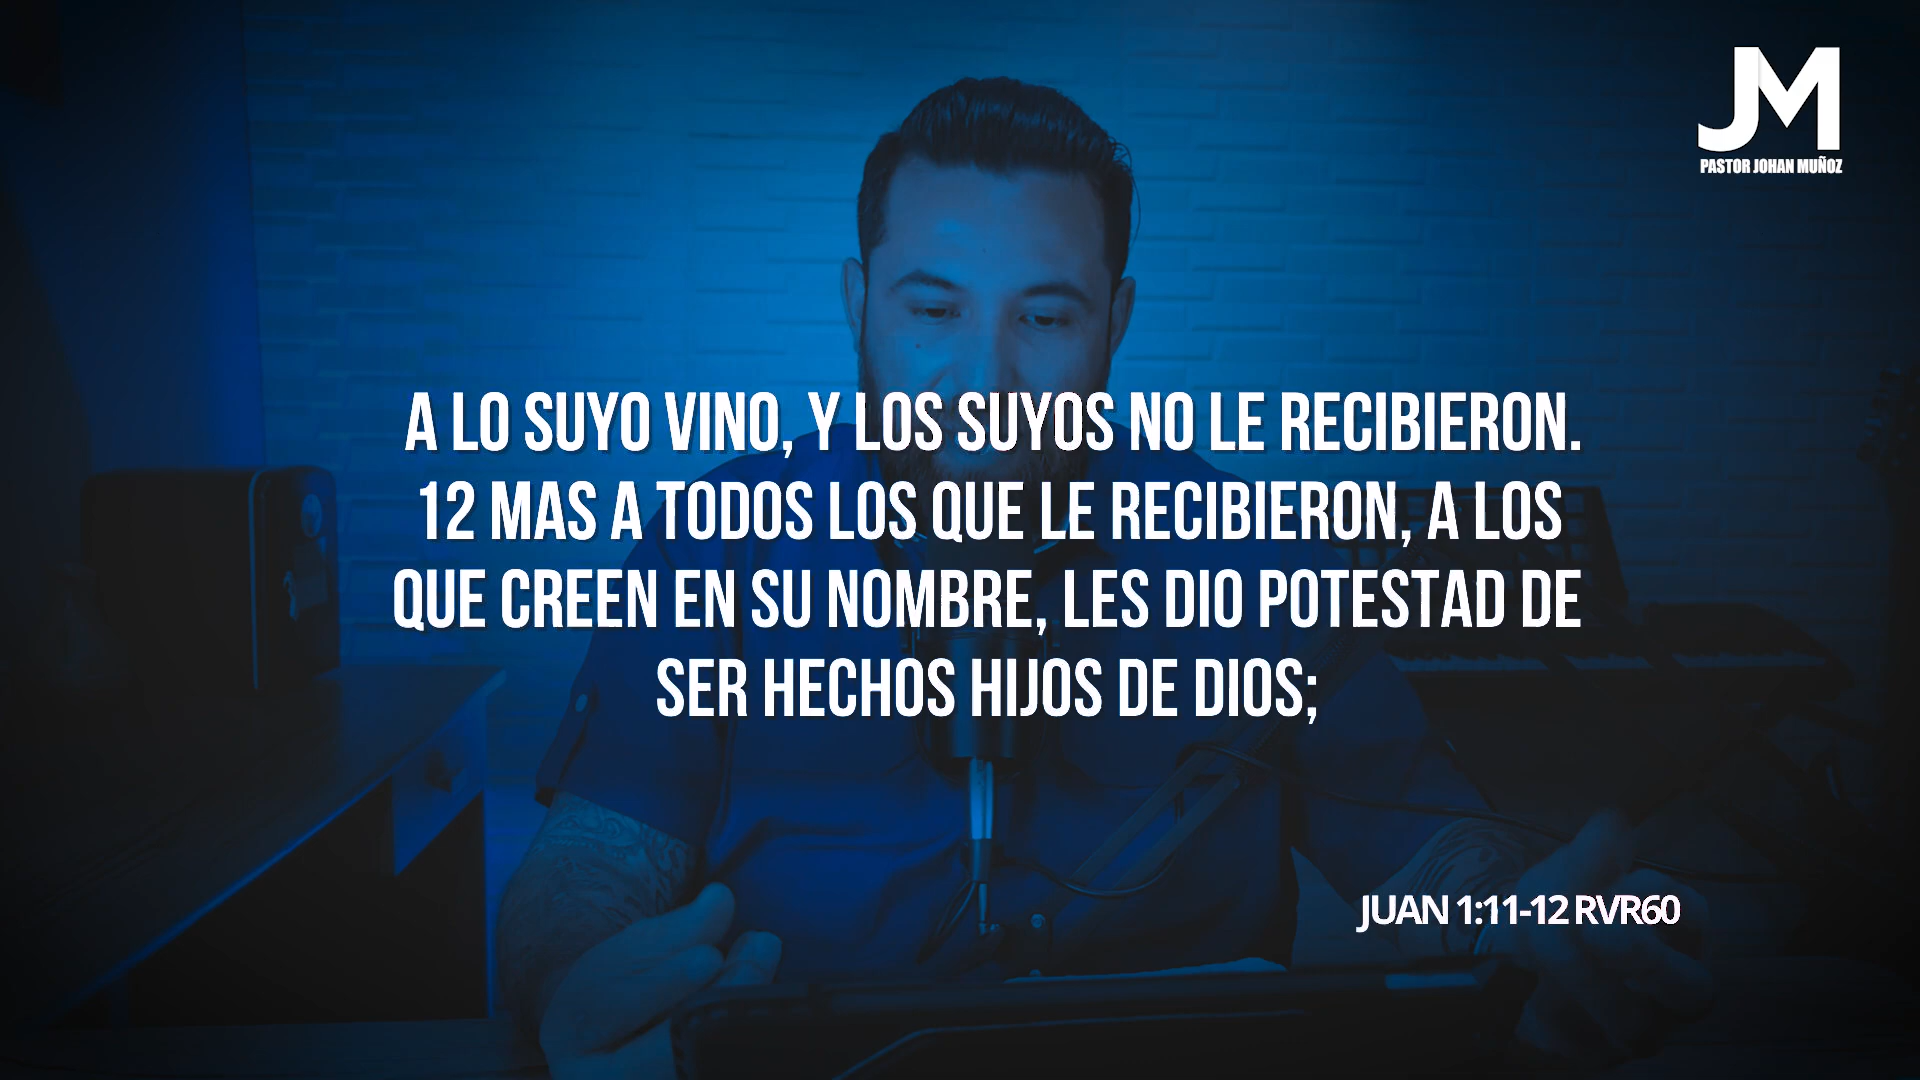 JM
PASTOR JOHAN MUÑOZ
A LO SUYO VINO, Y LOS SUYOS NO LE RECIBIERON.
12 MAS A TODOS LOS QUE LE RECIBIERON, A LOS
QUE CREEN EN SU NOMBRE, LES DIO POTESTAD DE
SER HECHOS HIJOS DE DIOS;
JUAN 1:11-12 RVR60